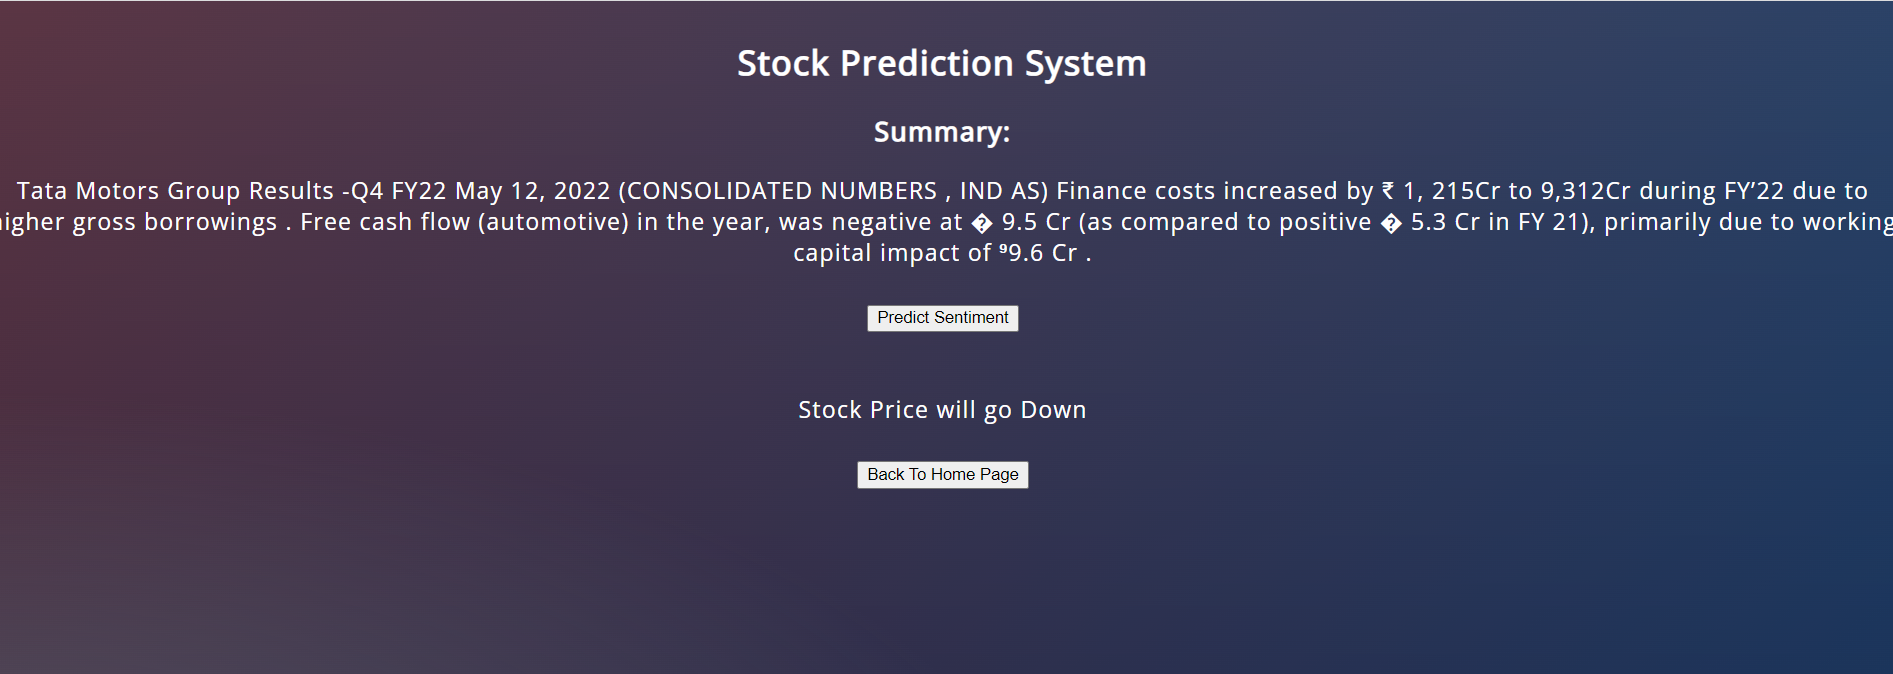 Stock Prediction System
Summary:
Tata Motors Group Results -Q4 FY22 May 12, 2022 (CONSOLIDATED NUMBERS , IND AS) Finance costs increased by ₹ 1, 215Cr to 9,312Cr during FY’22 due to
higher gross borrowings . Free cash flow (automotive) in the year, was negative at � 9.5 Cr (as compared to positive � 5.3 Cr in FY 21), primarily due to working
capital impact of ⁹9.6 Cr .
Predict Sentiment
Stock Price will go Down
Back To Home Page